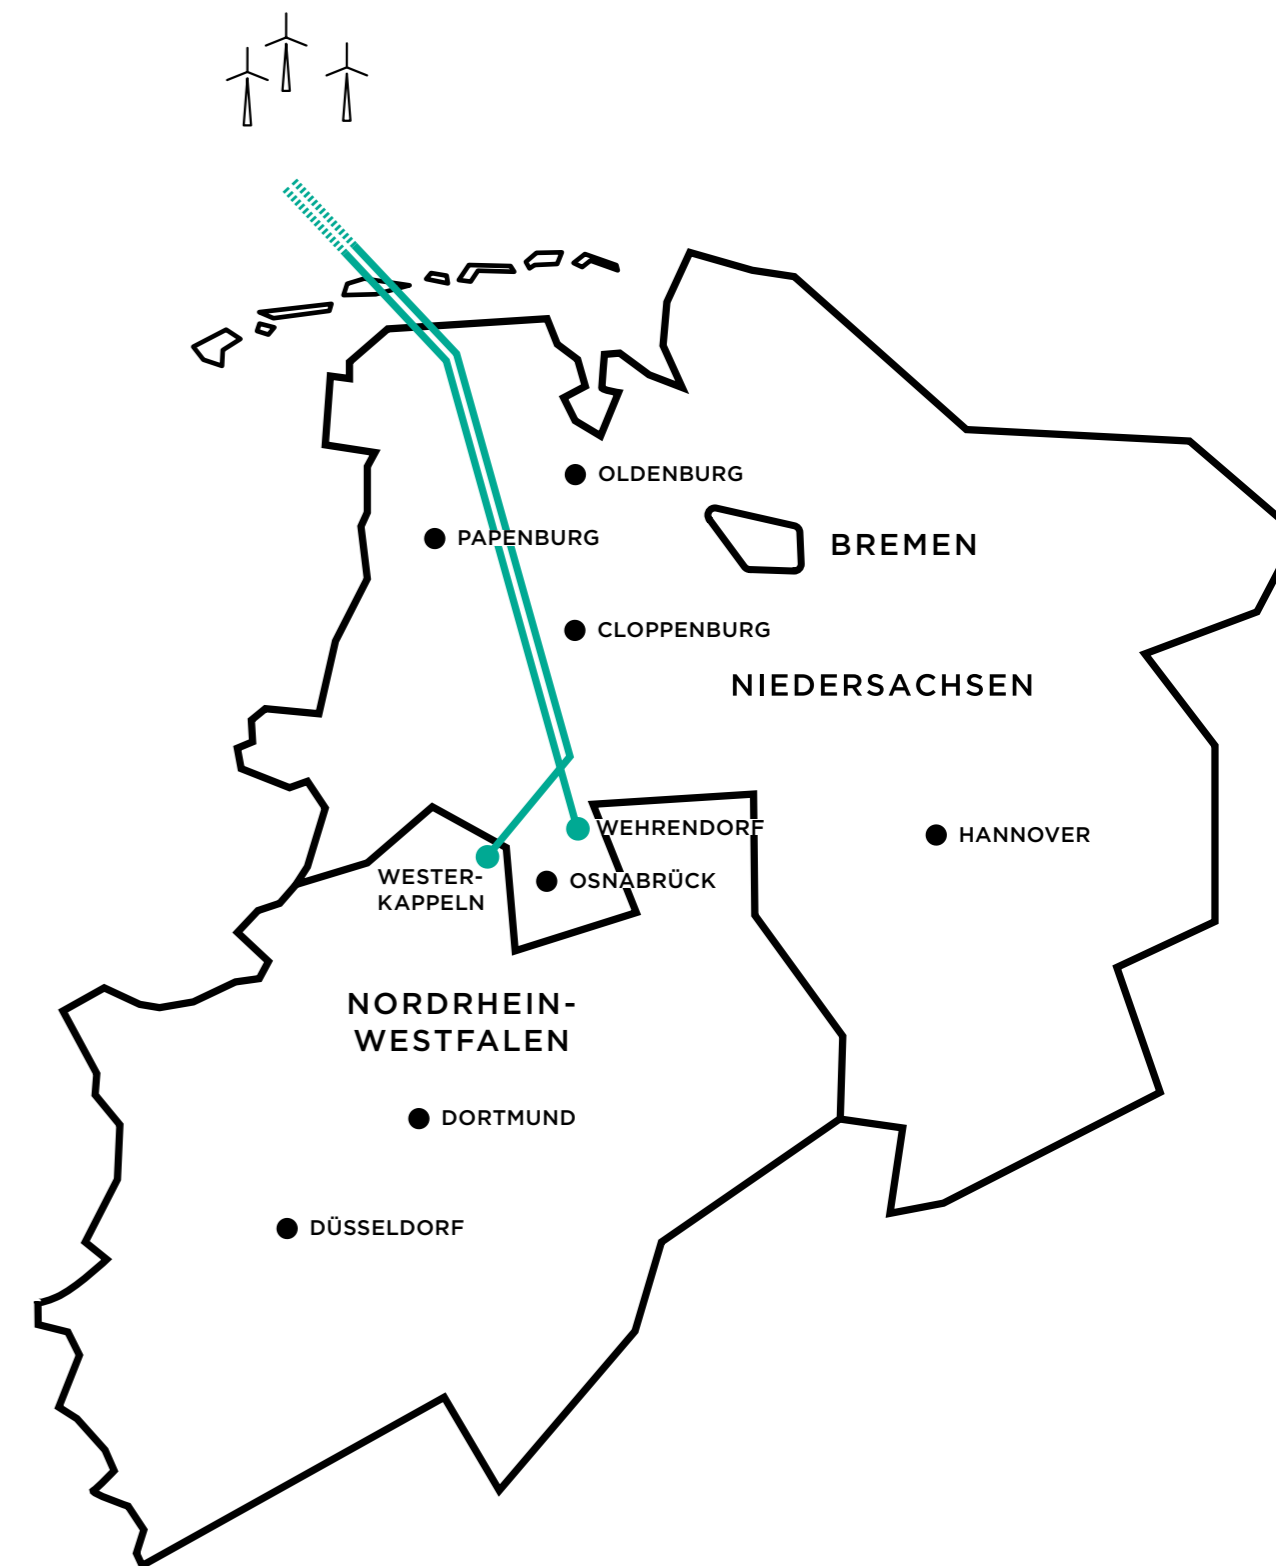 OLDENBURG
PAPENBURG
BREMEN
CLOPPENBURG
NIEDERSACHSEN
WEHRENDORF
HANNOVER
WESTER-
KAPPELN
OSNABRÜCK
NORDRHEIN-
WESTFALEN
DORTMUND
DÜSSELDORF